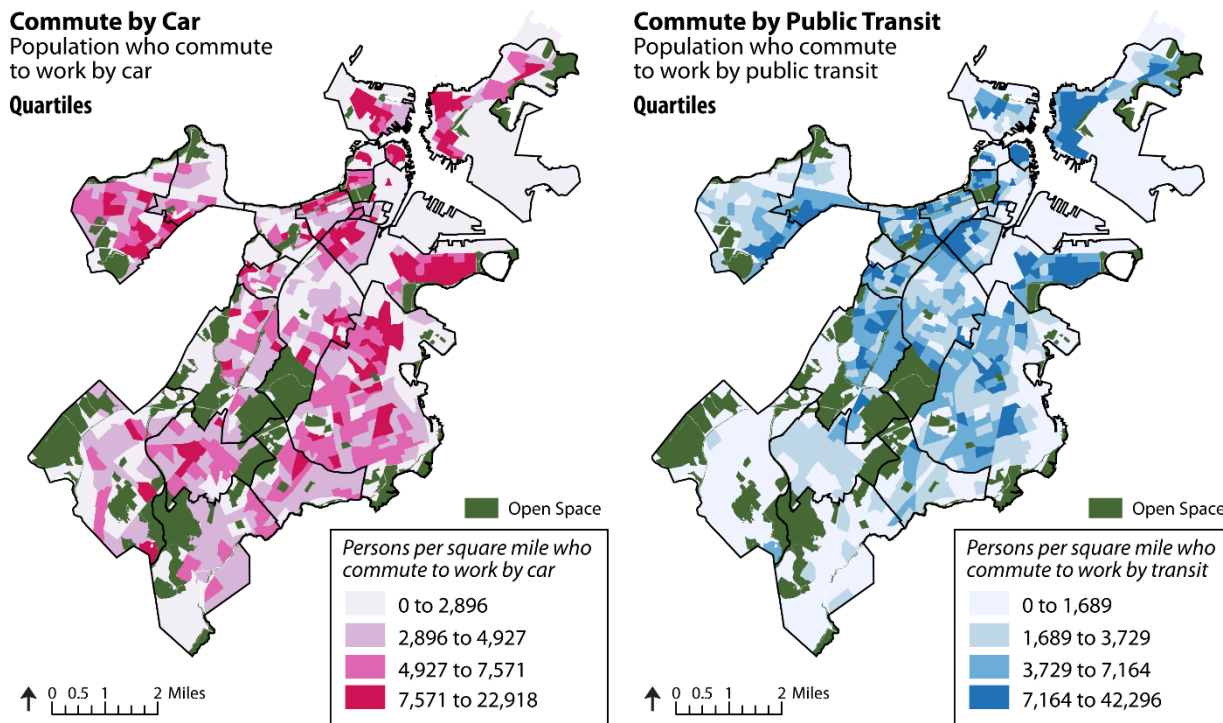 Commute by Car
Population who commute
to work by car
Quartiles
Open Space
Persons per square mile who
commute to work by car
0 to 2,896
2,896 to 4,927
4,927 to 7,571
7,571 to 22,918
0 0.5 1 2 Miles
Commute by Public Transit
Population who commute
to work by public transit
Quartiles
Open Space
Persons per square mile who
commute to work by transit
0 to 1,689
1,689 to 3,729
3,729 to 7,164
7,164 to 42,296
0 0.5 1 2 Miles